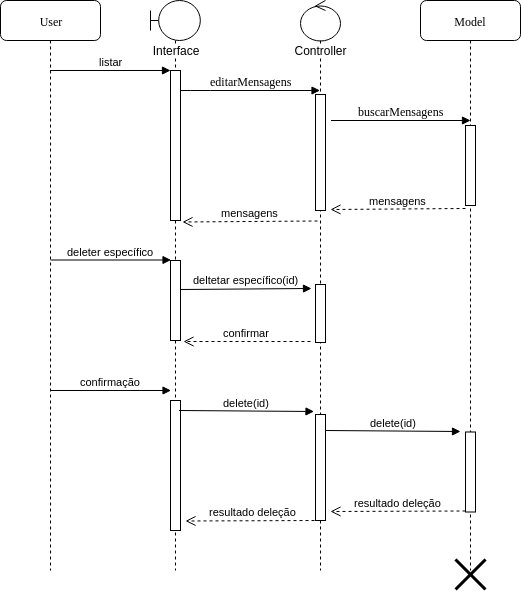 User
Interface
Controller
Model
listar
editarMensagens
buscarMensagens
mensagens
mensagens
deleter específico
deltetar específico(id)
confirmar
confirmação
delete(id)
delete(id)
resultado deleção
resultado deleção